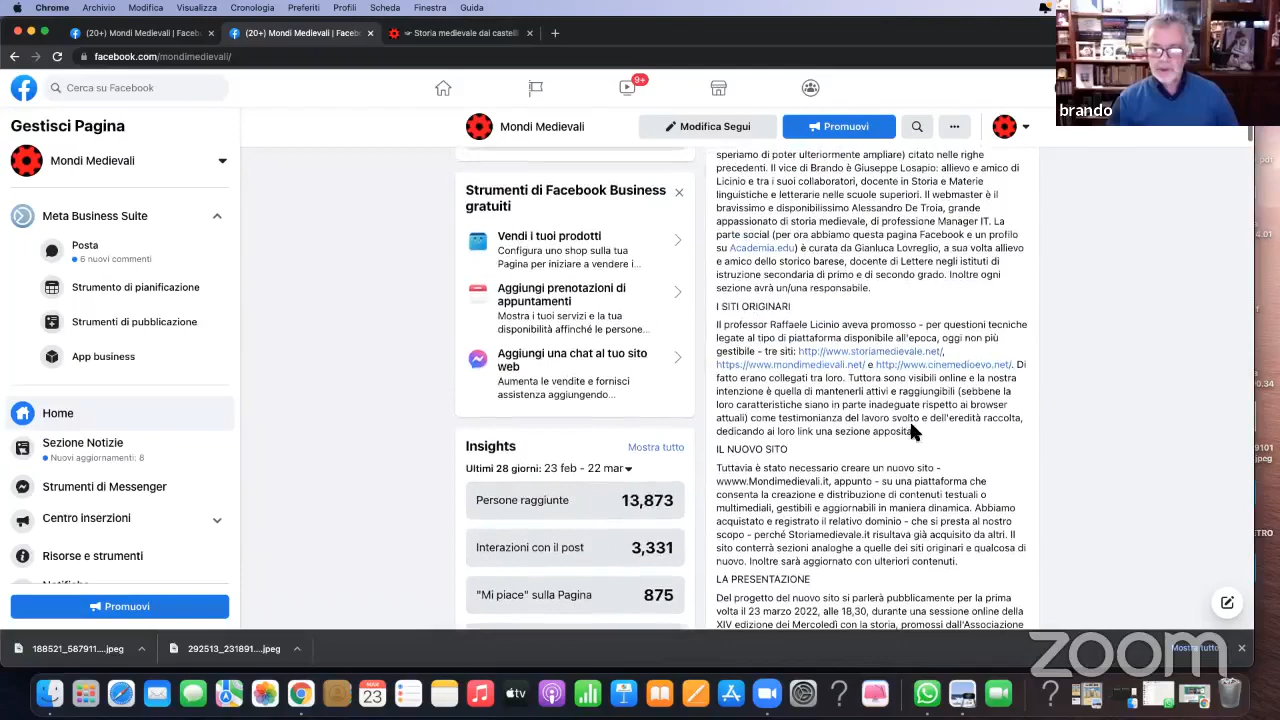 Chrome Archivio Modifica Visualizza Cronologia Preferiti Profili Scheda Finestra Guida
(20+) Mondi Medievali | Faceb
(20+) Mondi Medievali | Faceb
Storia medievale dai castelli
facebook.com/mondimedievali/
Cerca su Facebook
9+
brando
Gestisci Pagina
Mondi Medievali
Modifica Segui
Promuovi
Mondi Medievali
Meta Business Suite
Posta
6 nuovi commenti
Strumento di pianificazione
Strumenti di pubblicazione
App business
Home
Sezione Notizie
Nuovi aggiornamenti: 8
Strumenti di Messenger
Centro inserzioni
Risorse e strumenti
Promuovi
Strumenti di Facebook Business
gratuiti
Vendi i tuoi prodotti
Configura uno shop sulla tua
Pagina per iniziare a vendere i...
Aggiungi prenotazioni di
appuntamenti
Mostra i tuoi servizi e la tua
disponibilità affinché le persone...
Aggiungi una chat al tuo sito
web
Aumenta le vendite e fornisci
assistenza aggiungendo...
Insights
Mostra tutto
Ultimi 28 giorni: 23 feb - 22 mar
Persone raggiunte 13,873
Interazioni con il post 3,331
"Mi piace" sulla Pagina 875
speriamo di poter ulteriormente ampliare) citato nelle righe
precedenti. Il vice di Brando è Giuseppe Losapio: allievo e amico di
Licinio e tra i suoi collaboratori, docente in Storia e Materie
linguistiche e letterarie nelle scuole superiori. Il webmaster è il
bravissimo e disponibilissimo Alessandro De Troia, grande
appassionato di storia medievale, di professione Manager IT. La
parte social (per ora abbiamo questa pagina Facebook e un profilo
su Academia.edu) è curata da Gianluca Lovreglio, a sua volta allievo
e amico dello storico barese, docente di Lettere negli istituti di
istruzione secondaria di primo e di secondo grado. Inoltre ogni
sezione avrà un/una responsabile.
I SITI ORIGINARI
Il professor Raffaele Licinio aveva promosso - per questioni tecniche
legate al tipo di piattaforma disponibile all'epoca, oggi non più
gestibile - tre siti: http://www.storiamedievale.net/,
https://www.mondimedievali.net/ e http://www.cinemedioevo.net/. Di
fatto erano collegati tra loro. Tuttora sono visibili online e la nostra
intenzione è quella di mantenerli attivi e raggiungibili (sebbene le
loro caratteristiche siano in parte inadeguate rispetto ai browser
attuali) come testimonianza del lavoro svolto e dell'eredità raccolta,
dedicando ai loro link una sezione apposita
IL NUOVO SITO
Tuttavia è stato necessario creare un nuovo sito -
wwww.Mondimedievali.it, appunto - su una piattaforma che
consenta la creazione e distribuzione di contenuti testuali o
multimediali, gestibili e aggiornabili in maniera dinamica. Abbiamo
acquistato e registrato il relativo dominio - che si presta al nostro
scopo - perché Storiamedievale.it risultava già acquisito da altri. Il
sito conterrà sezioni analoghe a quelle dei siti originari e qualcosa di
nuovo. Inoltre sarà aggiornato con ulteriori contenuti.
LA PRESENTAZIONE
Del progetto del nuovo sito si parlerà pubblicamente per la prima
volta il 23 marzo 2022, alle 18,30, durante una sessione online della
XIV edizione dei Mercoledì con la storia, promossi dall'Associazione
188521_587911....jpeg
292513_231891....jpeg
Mostra tutto
zoom
MAR
23
tv